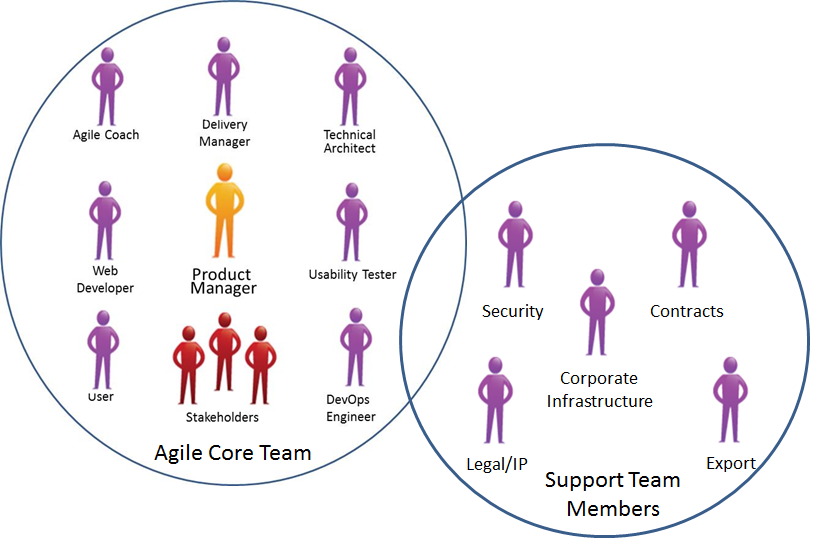 Agile Coach
Delivery
Manager
Technical
Architect
Web
Developer
Product
Manager
Usability Tester
User
Stakeholders
DevOps
Engineer
Agile Core Team
Security
Contracts
Corporate
Infrastructure
Legal/IP
Export
Support Team
Members